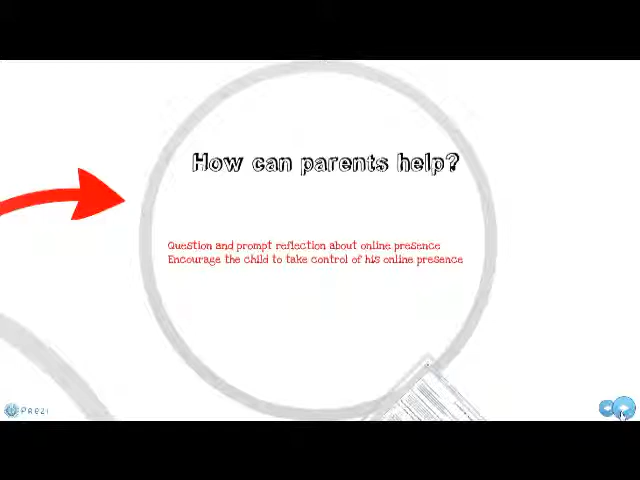 How can parents help?
Question and prompt reflection about online presence
Encourage the child to take control of his online presence
Prezi